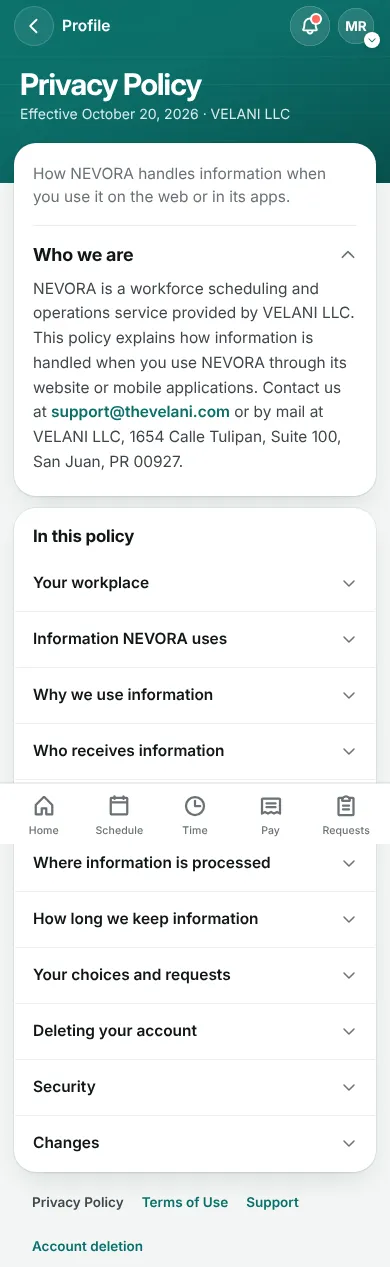 Profile
MR
Privacy Policy
Effective October 20, 2026 · VELANI LLC
How NEVORA handles information when
you use it on the web or in its apps.
Who we are
NEVORA is a workforce scheduling and
operations service provided by VELANI LLC.
This policy explains how information is
handled when you use NEVORA through its
website or mobile applications. Contact us
at support@thevelani.com or by mail at
VELANI LLC, 1654 Calle Tulipan, Suite 100,
San Juan, PR 00927.
In this policy
Your workplace
Information NEVORA uses
Why we use information
Who receives information
Home Schedule Time Pay Requests
Where information is processed
How long we keep information
Your choices and requests
Deleting your account
Security
Changes
Privacy Policy Terms of Use Support
Account deletion